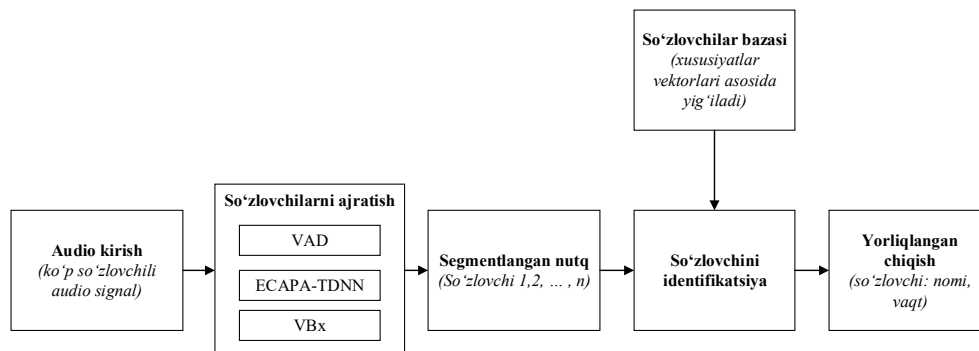 So‘zlovchilar bazasi
(xususiyatlar
vektorlari asosida
yig‘iladi)
Audio kirish
(ko‘p so‘zlovchili
audio signal)
So‘zlovchilarni ajratish
VAD
ECAPA-TDNN
VBx
Segmentlangan nutq
(So‘zlovchi 1,2, … , n)
So‘zlovchini
identifikatsiya
Yorliqlangan
chiqish
(so‘zlovchi: nomi,
vaqt)